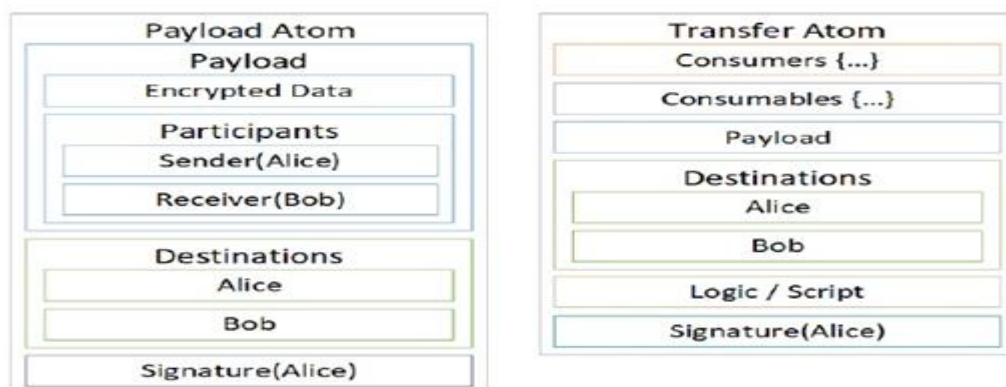 Payload Atom
Payload
Encrypted Data
Participants
Sender(Alice)
Receiver(Bob)
Destinations
Alice
Bob
Signature(Alice)
Transfer Atom
Consumers {...}
Consumables {...}
Payload
Destinations
Alice
Bob
Logic / Script
Signature(Alice)